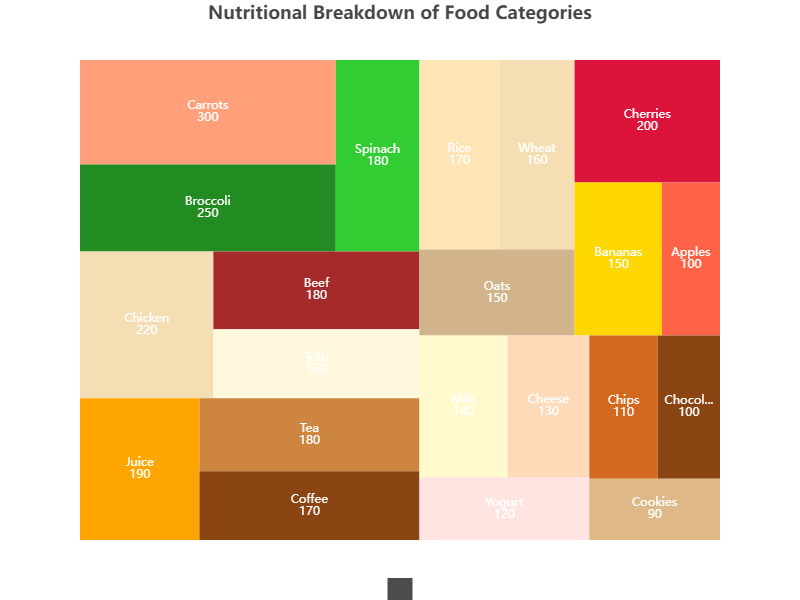 Nutritional Breakdown of Food Categories
Carrots
300
Spinach
180
Broccoli
250
Rice
170
Wheat
160
Cherries
200
Oats
150
Bananas
150
Apples
100
Chicken
220
Beef
180
Tofu
160
Juice
190
Tea
180
Coffee
170
Milk
140
Cheese
130
Yogurt
120
Chips
110
Chocol...
100
Cookies
90